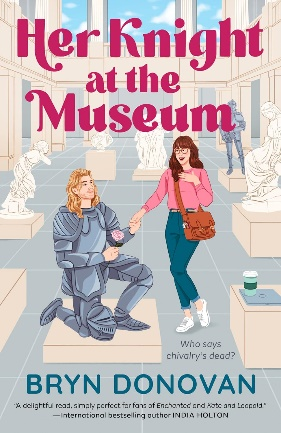 Her Knight
at the
Museum
Who says
chivalry's dead?
BRYN DONOVAN
"A delightful read, simply perfect for fans of Enchanted and Kate and Leopold."
—International bestselling author INDIA HOLTON